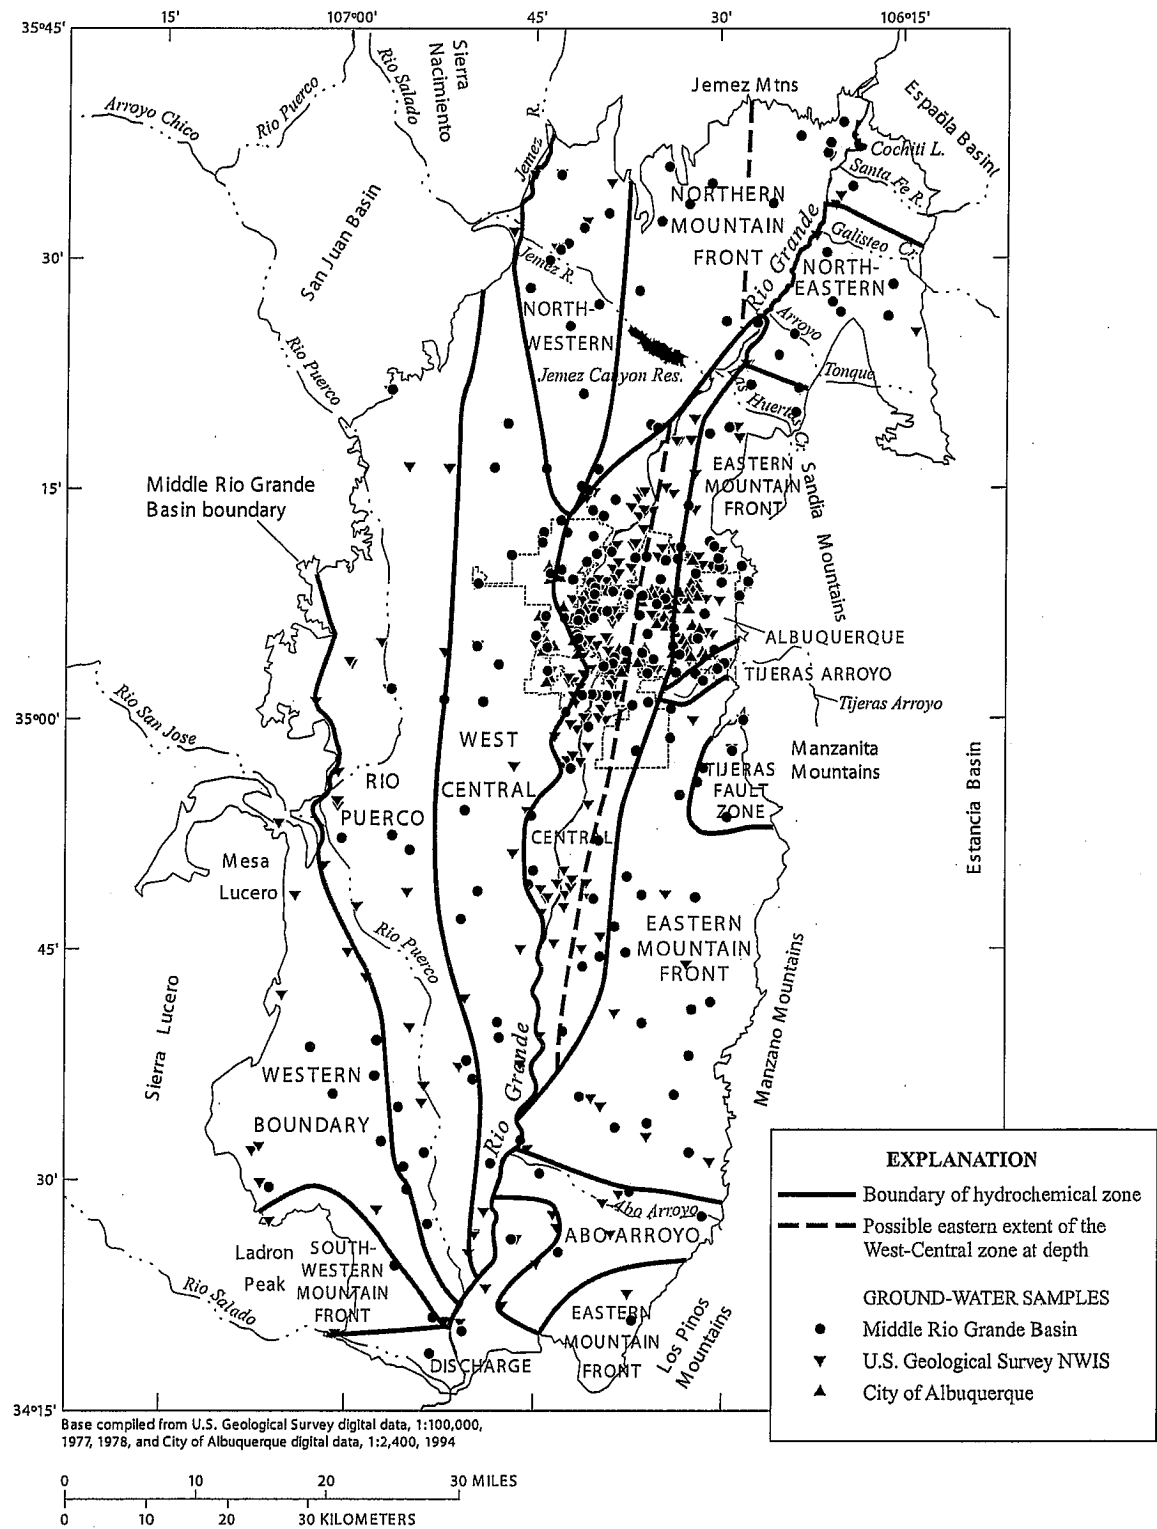 15'
107°00'
45'
30'
106°15'
35°45'
Sierra
Nacimiento
Rio Salado
Rio Puerco
Arroyo Chico
Jemez R.
Jemez Mtns
Española Basin
Cochiti L.
Santa Fe R.
NORTHERN
MOUNTAIN
FRONT
San Juan Basin
Rio Grande
Galisteo Cr.
30'
Jemez R.
NORTH-
EASTERN
NORTH-
WESTERN
Arroyo
Tonque
Rio Puerco
Jemez Canyon Res.
Las Huertas Cr.
EASTERN
MOUNTAIN
FRONT
Sandia Mountains
15'
Middle Rio Grande
Basin boundary
ALBUQUERQUE
TIJERAS ARROYO
Tijeras Arroyo
Rio San Jose
35°00'
WEST
CENTRAL
Manzanita
Mountains
TIJERAS
FAULT
ZONE
RIO
PUERCO
Estancia Basin
CENTRAL
Mesa
Lucero
EASTERN
MOUNTAIN
FRONT
Rio Puerco
45'
Manzano Mountains
Sierra Lucero
Rio Grande
WESTERN
BOUNDARY
30'
Abo Arroyo
ABO ARROYO
Ladron
Peak
SOUTH-
WESTERN
MOUNTAIN
FRONT
Rio Salado
EASTERN
MOUNTAIN
FRONT
Los Pinos
Mountains
DISCHARGE
34°15'
EXPLANATION
Boundary of hydrochemical zone
Possible eastern extent of the
West-Central zone at depth
GROUND-WATER SAMPLES
Middle Rio Grande Basin
U.S. Geological Survey NWIS
City of Albuquerque
Base compiled from U.S. Geological Survey digital data, 1:100,000,
1977, 1978, and City of Albuquerque digital data, 1:2,400, 1994
0 10 20 30 MILES
0 10 20 30 KILOMETERS